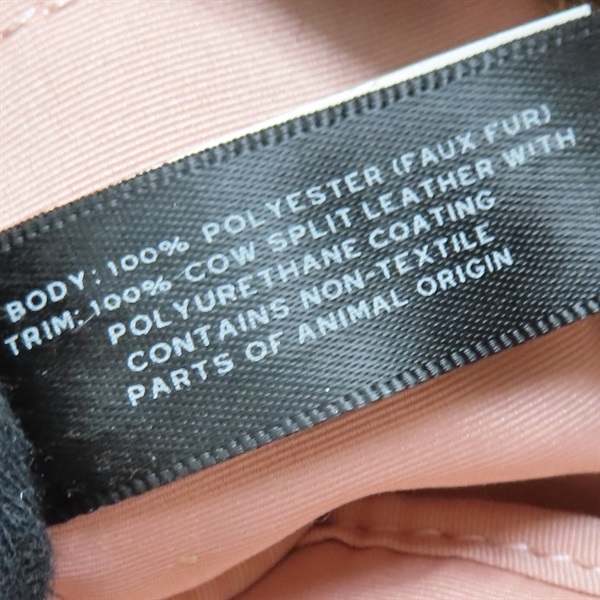 BODY: 100% POLYESTER (FAUX FUR)
TRIM: 100% COW SPLIT LEATHER WITH
POLYURETHANE COATING
CONTAINS NON-TEXTILE
PARTS OF ANIMAL ORIGIN